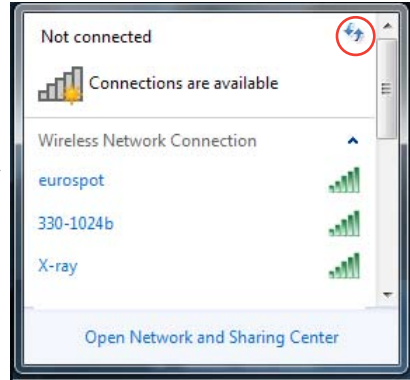 Not connected
Connections are available
Wireless Network Connection
eurospot
330-1024b
X-ray
Open Network and Sharing Center